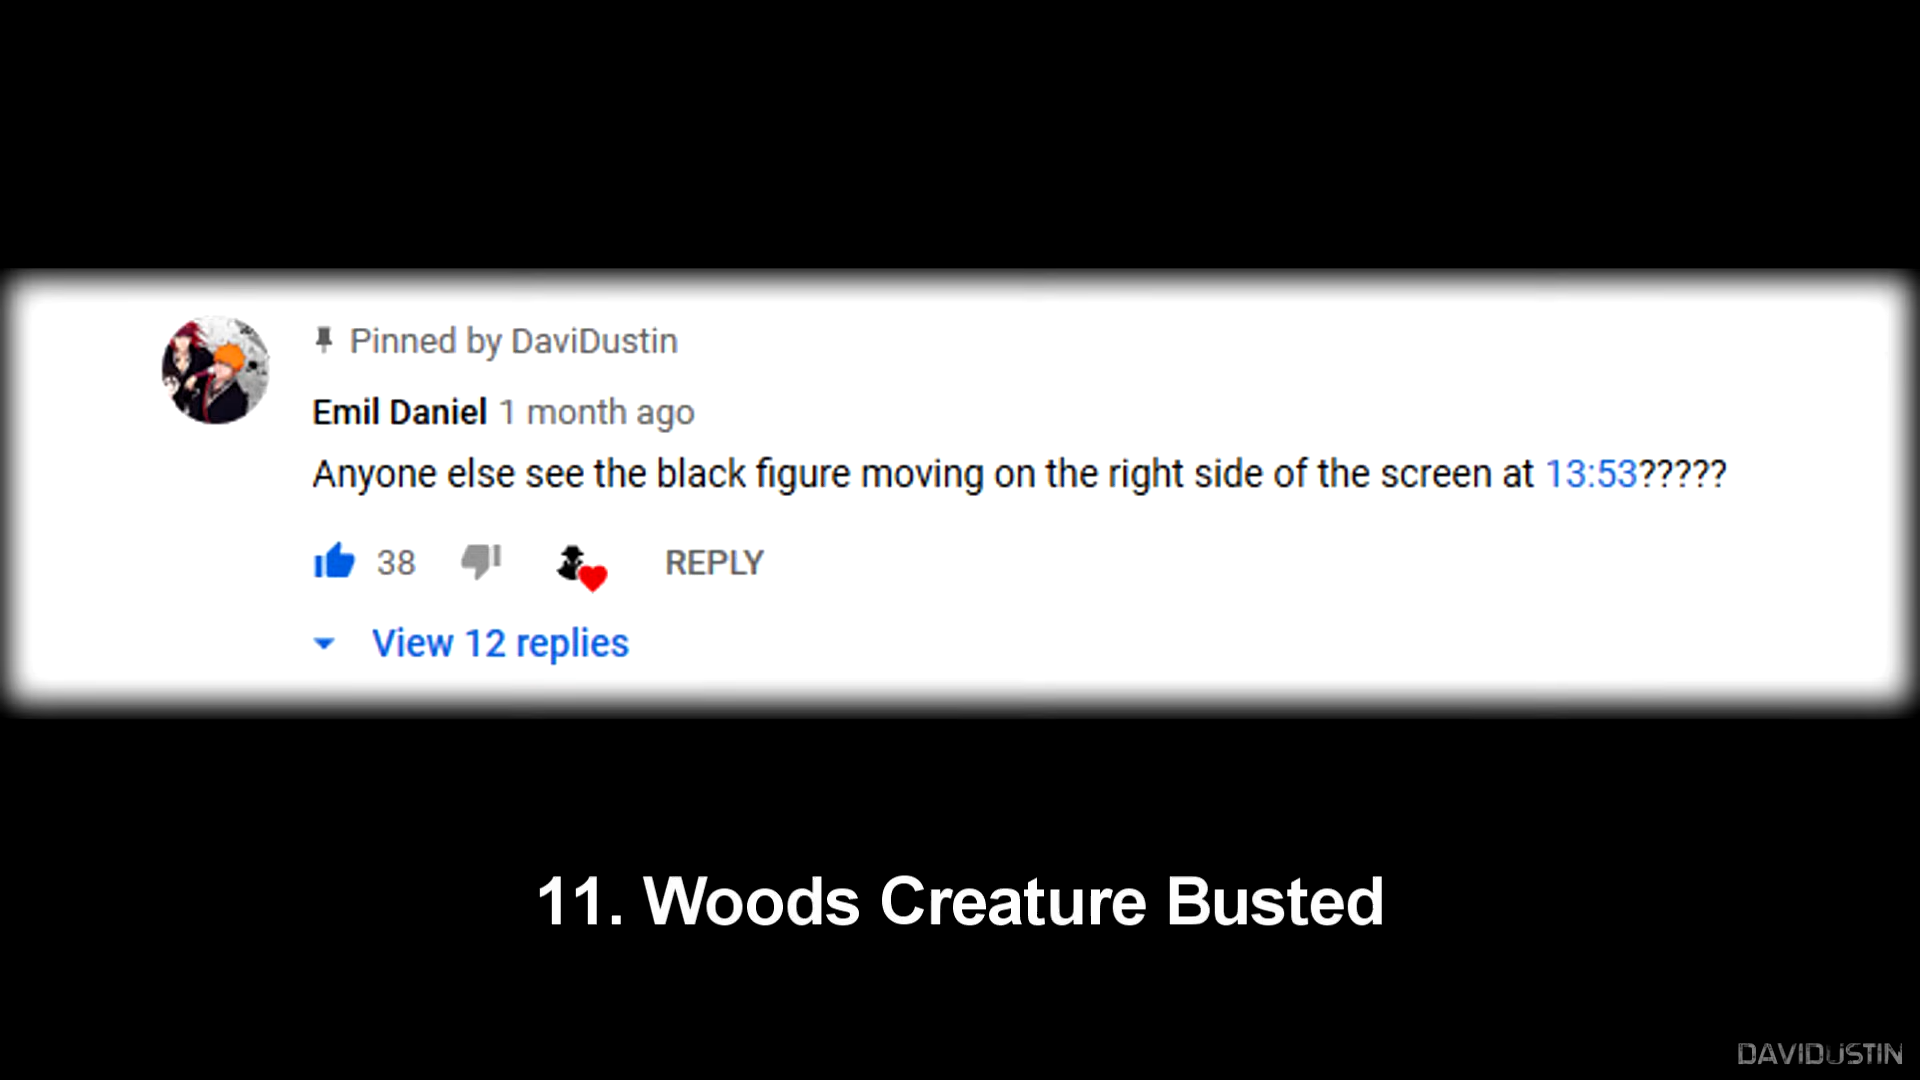 Pinned by DaviDustin
Emil Daniel 1 month ago
Anyone else see the black figure moving on the right side of the screen at 13:53?????
38 REPLY
View 12 replies
11. Woods Creature Busted
DAVIDUSTIN